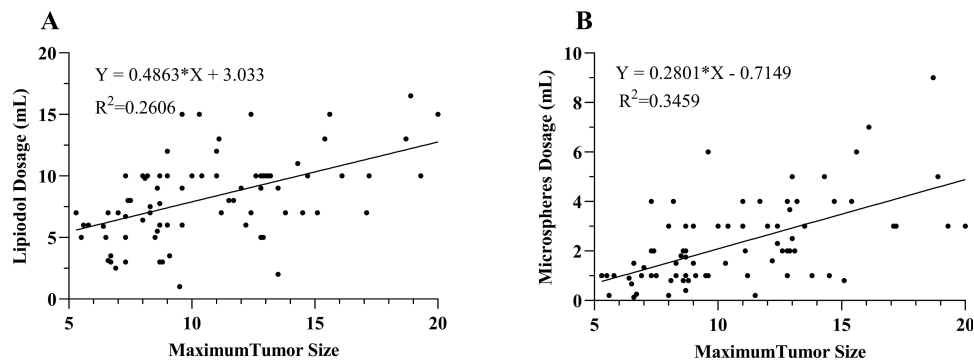 A
Y = 0.4863*X + 3.033
R2=0.2606
Lipiodol Dosage (mL)
20
15
10
5
0
5
10
15
20
MaximumTumor Size
B
Y = 0.2801*X - 0.7149
R2=0.3459
Microspheres Dosage (mL)
10
8
6
4
2
0
5
10
15
20
MaximumTumor Size